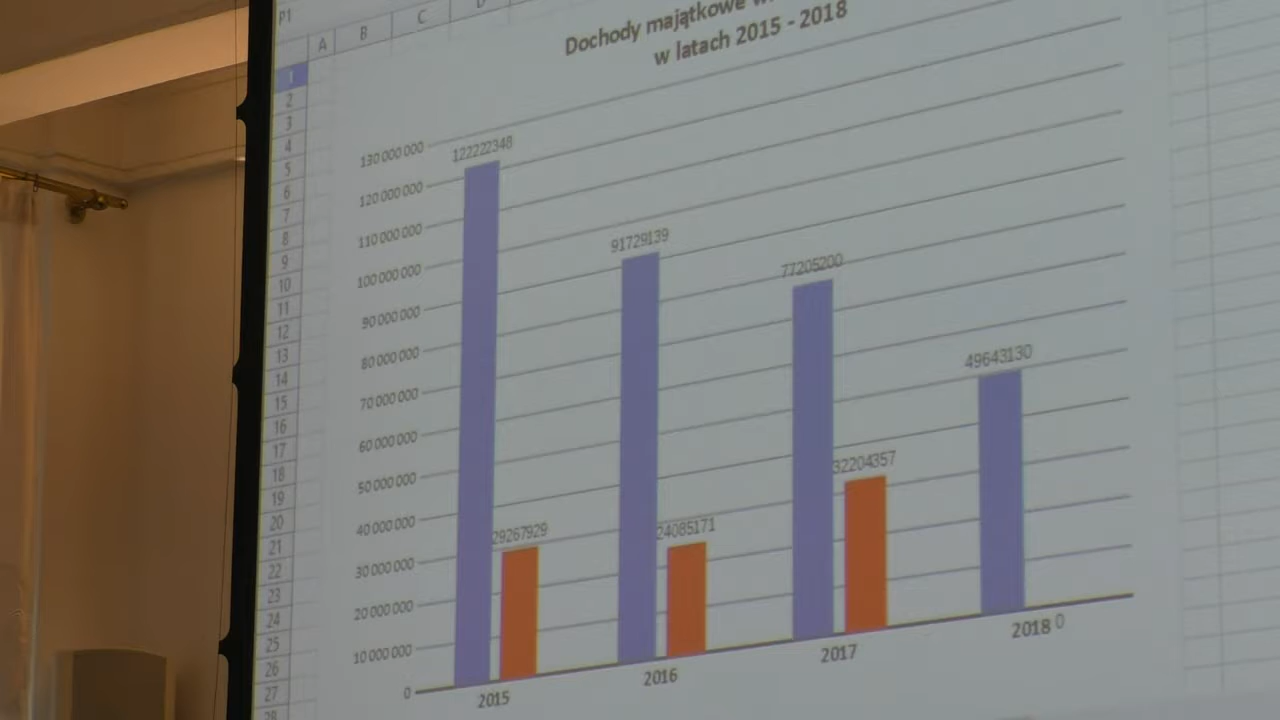 P1
A B C D
Dochody majątkowe
w latach 2015 - 2018
1
2
3
4
5
6
7
8
9
10
11
12
13
14
15
16
17
18
19
20
21
22
23
24
25
26
27
28
130 000 000
120 000 000
110 000 000
100 000 000
90 000 000
80 000 000
70 000 000
60 000 000
50 000 000
40 000 000
30 000 000
20 000 000
10 000 000
0
122222348
91729139
77205200
49643130
29267929
24085171
32204357
0
2015 2016 2017 2018